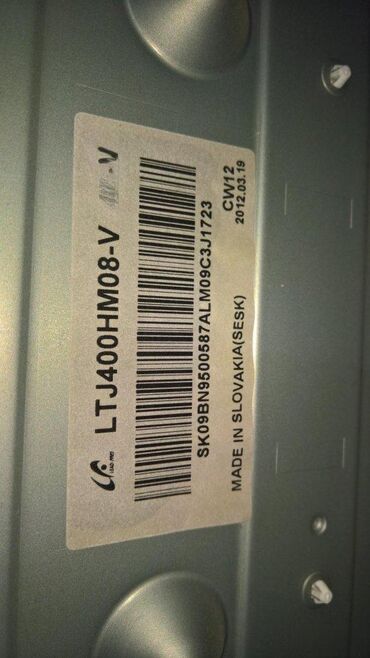 LTJ400HM08-V
SK09BN9500587ALM09C3J1723
CW12
2012.03.19
MADE IN SLOVAKIA(SESK)